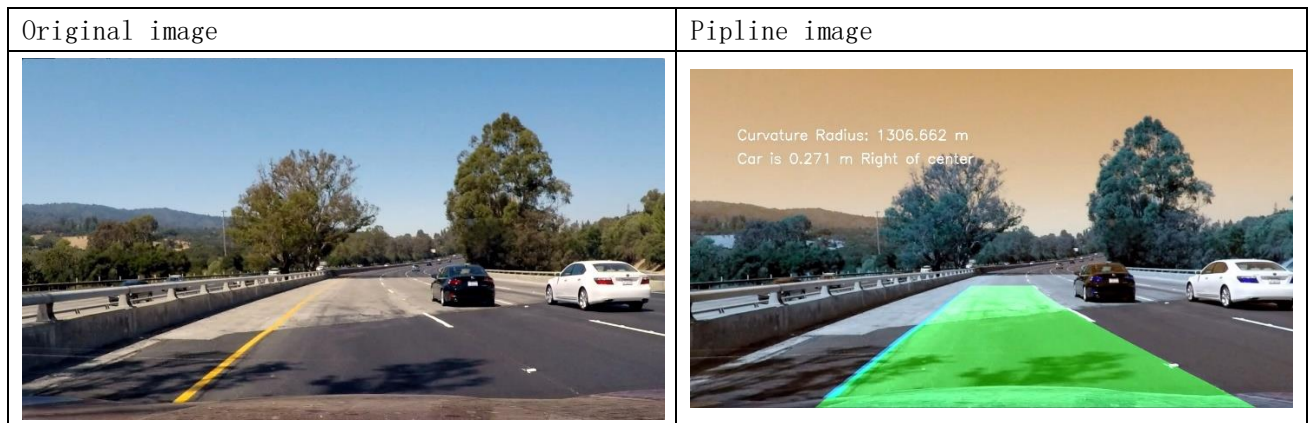 Original image
Pipline image
Curvature Radius: 1306.662 m
Car is 0.271 m Right of center